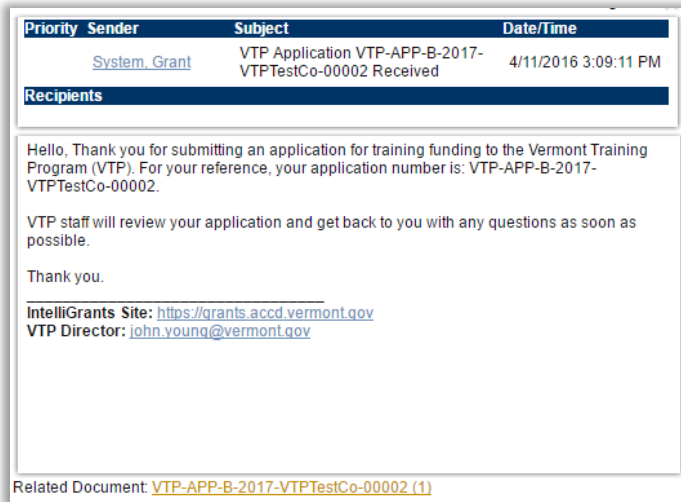 Priority Sender Subject Date/Time
System, Grant VTP Application VTP-APP-B-2017-VTPTestCo-00002 Received 4/11/2016 3:09:11 PM
Recipients
Hello, Thank you for submitting an application for training funding to the Vermont Training
Program (VTP). For your reference, your application number is: VTP-APP-B-2017-
VTPTestCo-00002.
VTP staff will review your application and get back to you with any questions as soon as
possible.
Thank you.
IntelliGrants Site: https://grants.accd.vermont.gov
VTP Director: john.young@vermont.gov
Related Document: VTP-APP-B-2017-VTPTestCo-00002 (1)